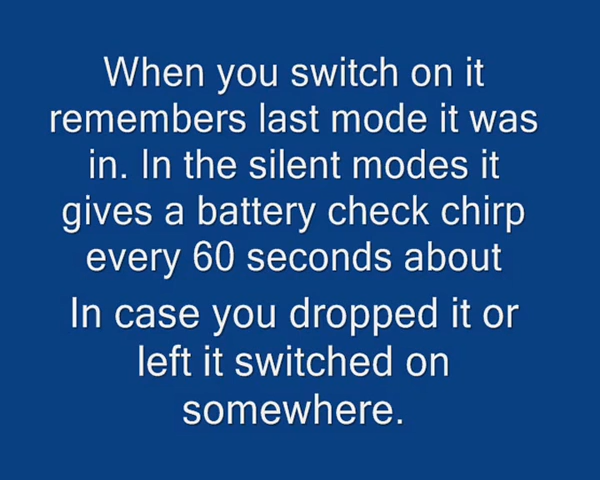 When you switch on it
remembers last mode it was
in. In the silent modes it
gives a battery check chirp
every 60 seconds about
In case you dropped it or
left it switched on
somewhere.